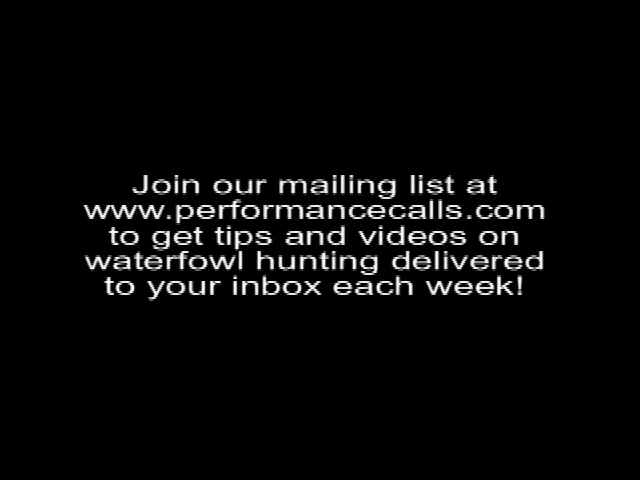 Join our mailing list at
www.performancecalls.com
to get tips and videos on
waterfowl hunting delivered
to your inbox each week!